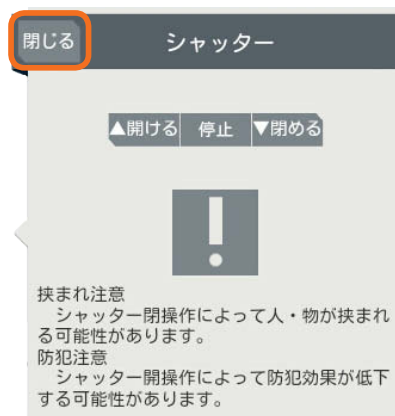 閉じる シャッター
▲開ける 停止 ▼閉める
!
挟まれ注意
　シャッター閉操作によって人・物が挟まれ
る可能性があります。
防犯注意
　シャッター開操作によって防犯効果が低下
する可能性があります。